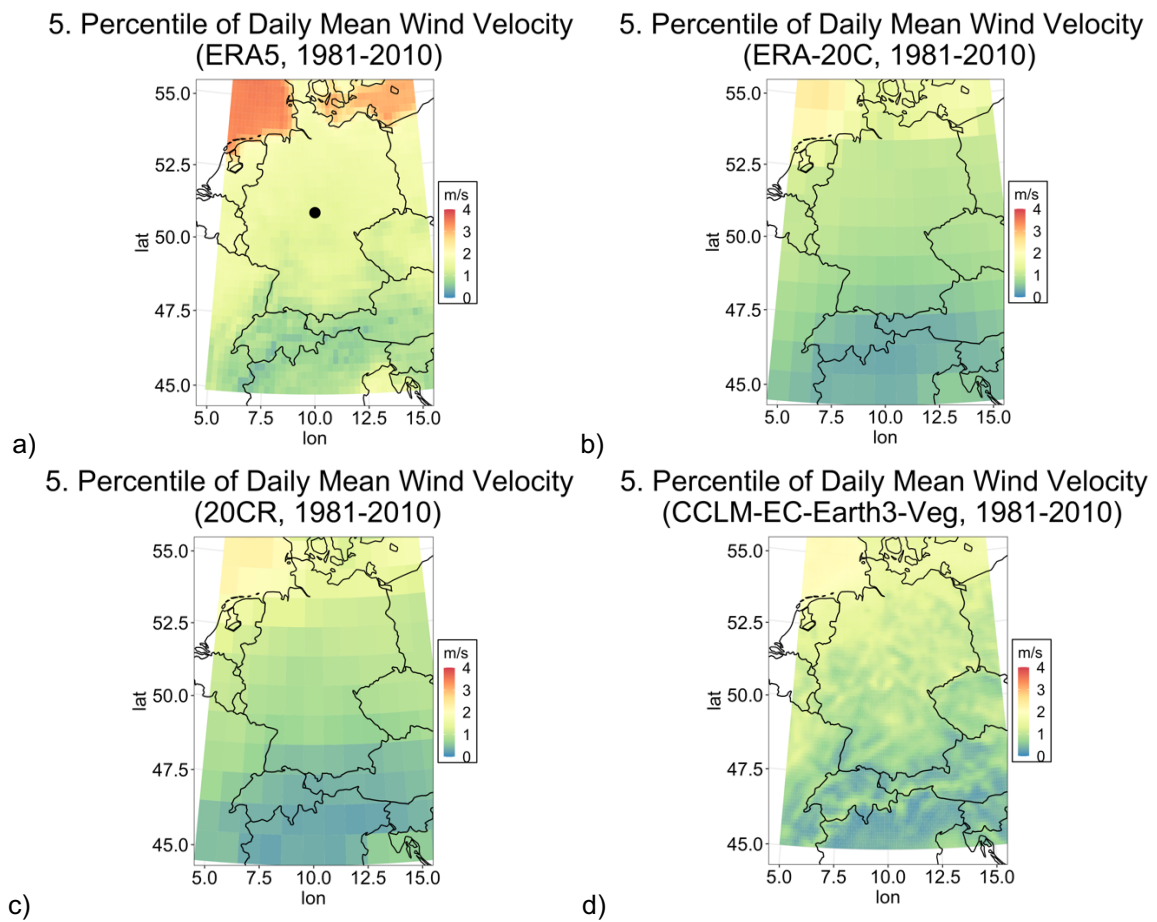 5. Percentile of Daily Mean Wind Velocity
(ERA5, 1981-2010)
55.0
52.5
50.0
47.5
45.0
lat
5.0 7.5 10.0 12.5 15.0
lon
m/s
4
3
2
1
0
a)
5. Percentile of Daily Mean Wind Velocity
(ERA-20C, 1981-2010)
55.0
52.5
50.0
47.5
45.0
lat
5.0 7.5 10.0 12.5 15.0
lon
m/s
4
3
2
1
0
b)
5. Percentile of Daily Mean Wind Velocity
(20CR, 1981-2010)
55.0
52.5
50.0
47.5
45.0
lat
5.0 7.5 10.0 12.5 15.0
lon
m/s
4
3
2
1
0
c)
5. Percentile of Daily Mean Wind Velocity
(CCLM-EC-Earth3-Veg, 1981-2010)
55.0
52.5
50.0
47.5
45.0
lat
5.0 7.5 10.0 12.5 15.0
lon
m/s
4
3
2
1
0
d)